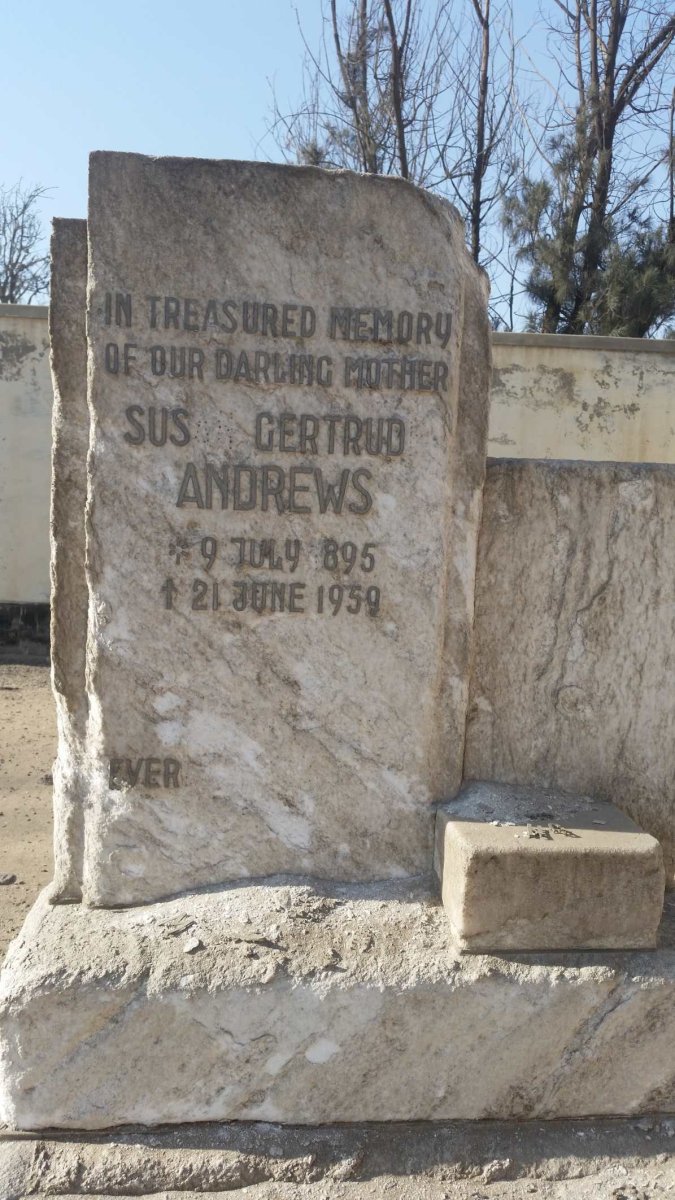 IN TREASURED MEMORY
OF OUR DARLING MOTHER
SUS GERTRUD
ANDREWS
* 9 JULY 895
† 21 JUNE 1959
EVER